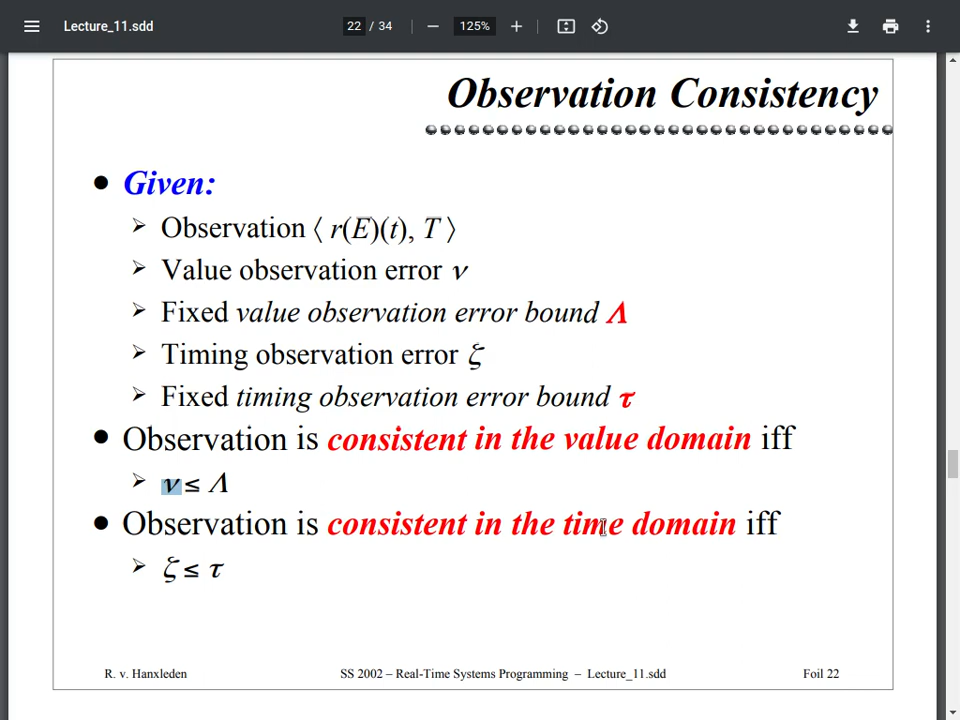 Lecture_11.sdd
22 / 34
125%
Observation Consistency
Given:
Observation ⟨ r(E)(t), T ⟩
Value observation error ν
Fixed value observation error bound Λ
Timing observation error ζ
Fixed timing observation error bound τ
Observation is consistent in the value domain iff
ν ≤ Λ
Observation is consistent in the time domain iff
ζ ≤ τ
R. v. Hanxleden
SS 2002 – Real-Time Systems Programming – Lecture_11.sdd
Foil 22